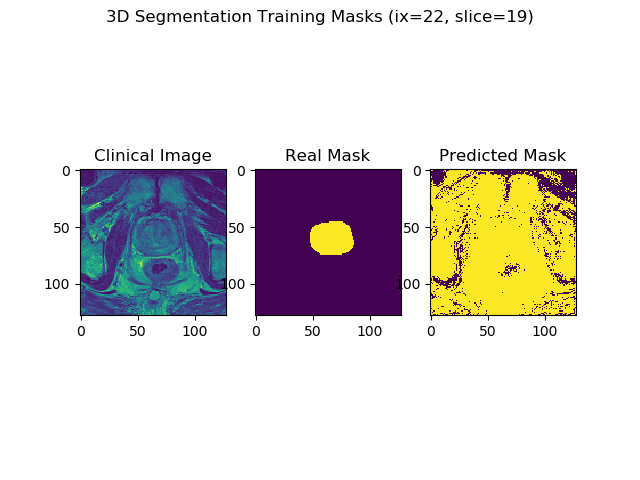 3D Segmentation Training Masks (ix=22, slice=19)
Clinical Image Real Mask Predicted Mask
0 0 0
50 50 50
100 100 100
0 50 100 0 50 100 0 50 100